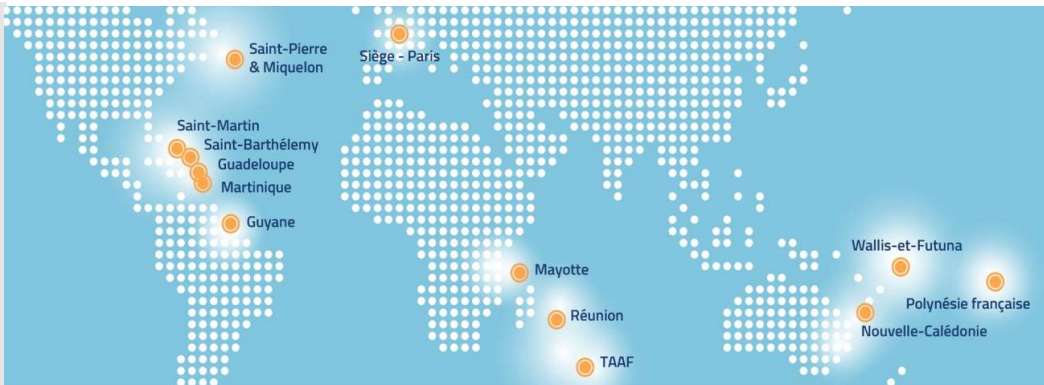 Saint-Pierre
& Miquelon
Siège - Paris
Saint-Martin
Saint-Barthélemy
Guadeloupe
Martinique
Guyane
Mayotte
Réunion
TAAF
Wallis-et-Futuna
Polynésie française
Nouvelle-Calédonie